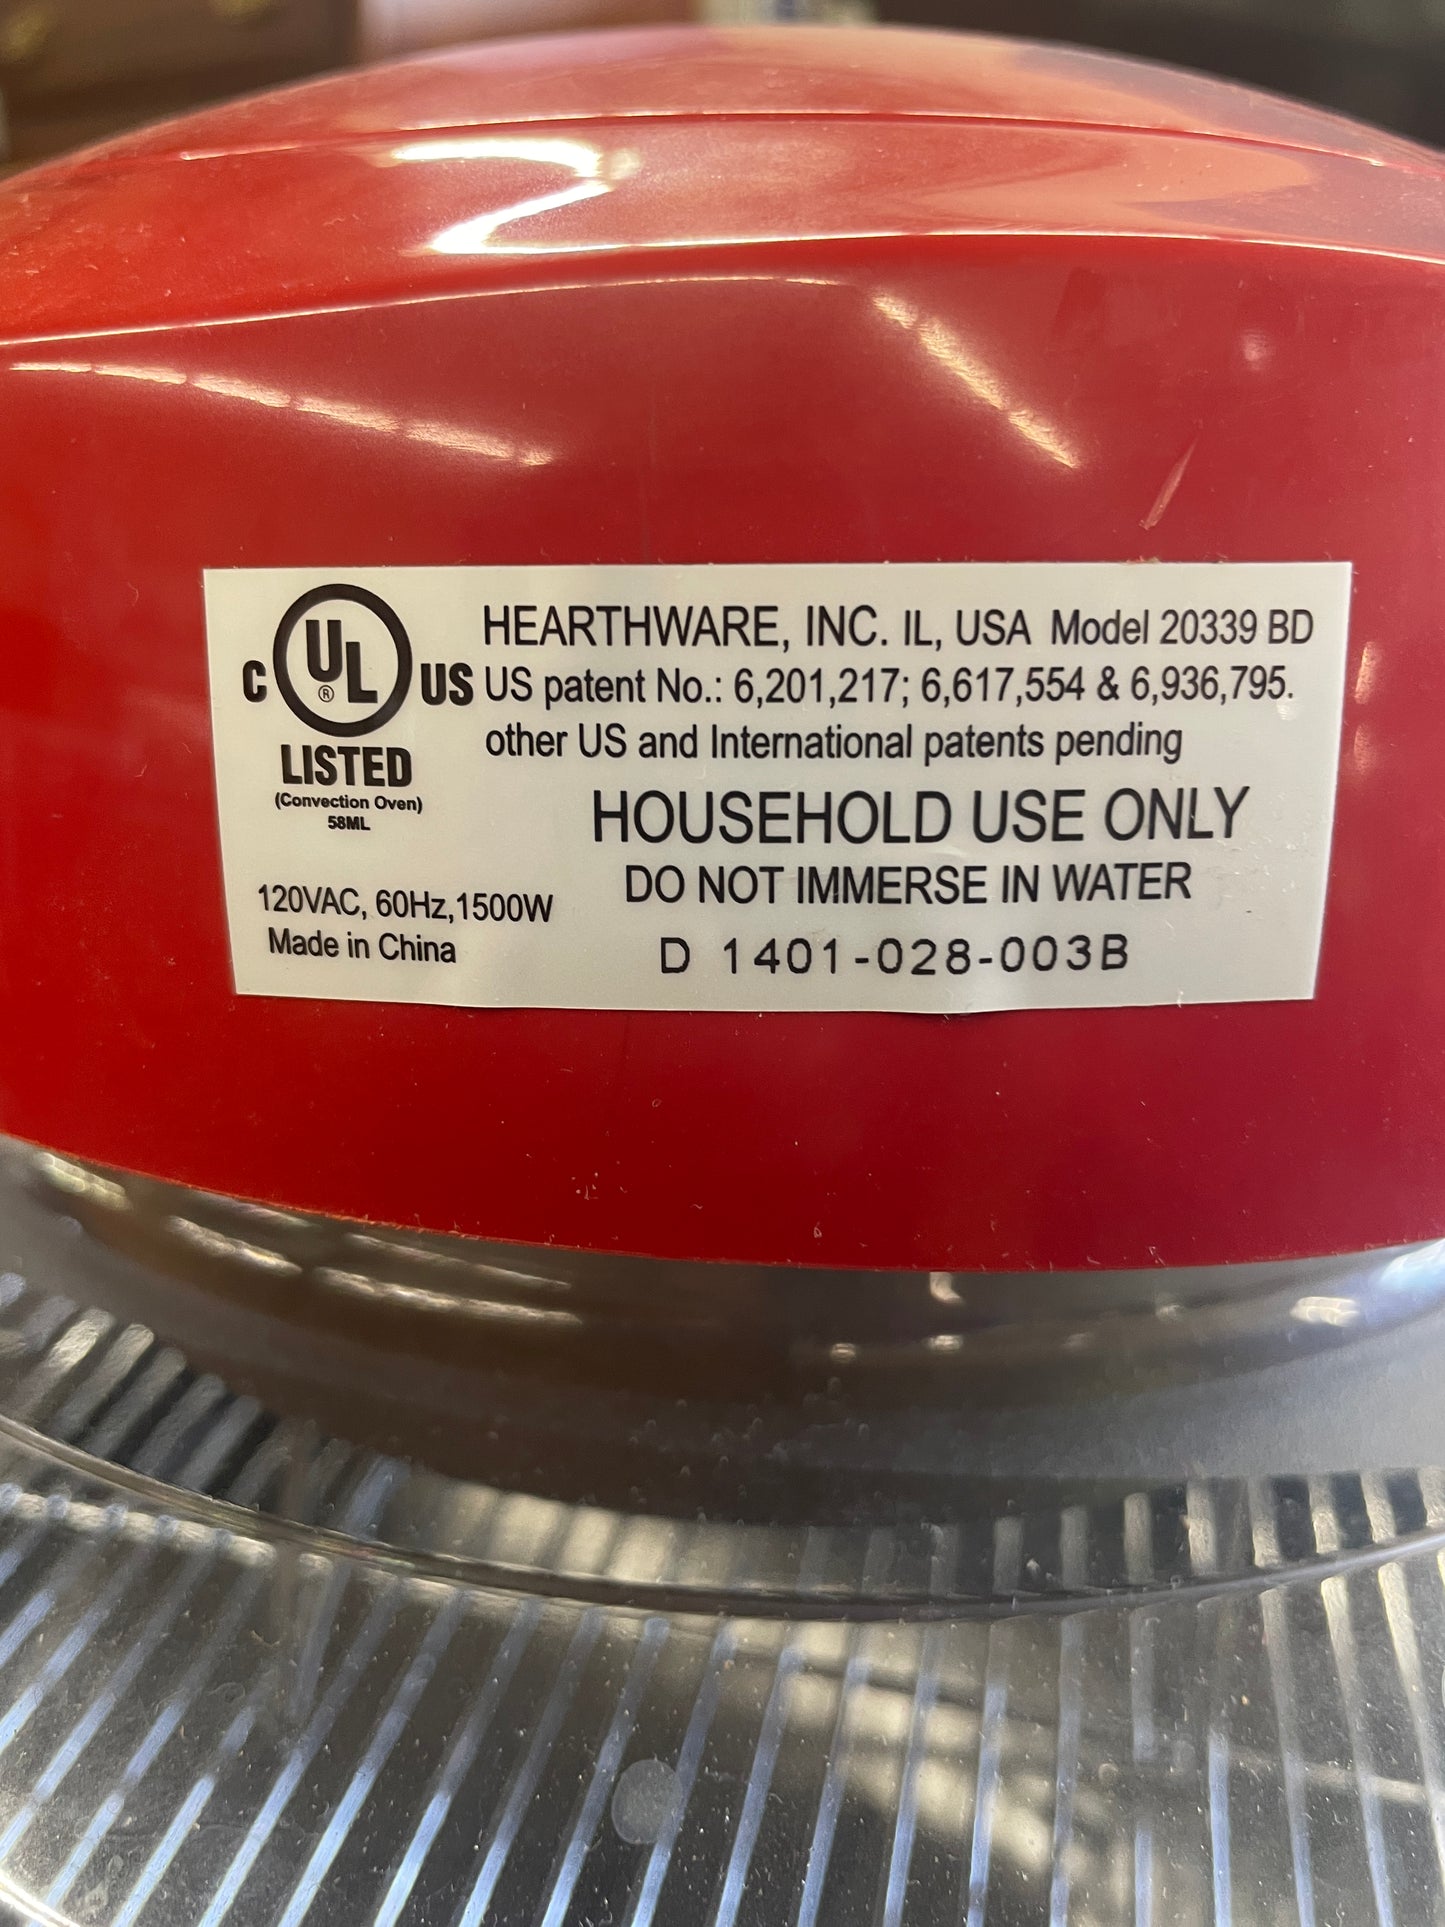 C UL ® US
LISTED
(Convection Oven)
58ML
HEARTHWARE, INC. IL, USA Model 20339 BD
US patent No.: 6,201,217; 6,617,554 & 6,936,795.
other US and International patents pending
HOUSEHOLD USE ONLY
DO NOT IMMERSE IN WATER
120VAC, 60Hz,1500W
Made in China
D 1401-028-003B